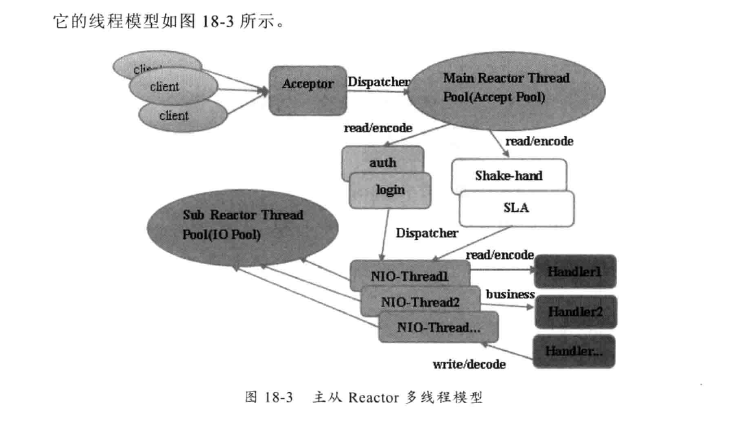 它的线程模型如图 18-3 所示。
client
client
Acceptor
Dispatcher
Main Reactor Thread
Pool(Accept Pool)
read/encode
read/encode
auth
login
Shake-hand
SLA
Sub Reactor Thread
Pool(IO Pool)
Dispatcher
NIO-Thread1
read/encode
Handler1
NIO-Thread2
business
Handler2
NIO-Thread...
Handler...
write/decode
图 18-3 主从 Reactor 多线程模型